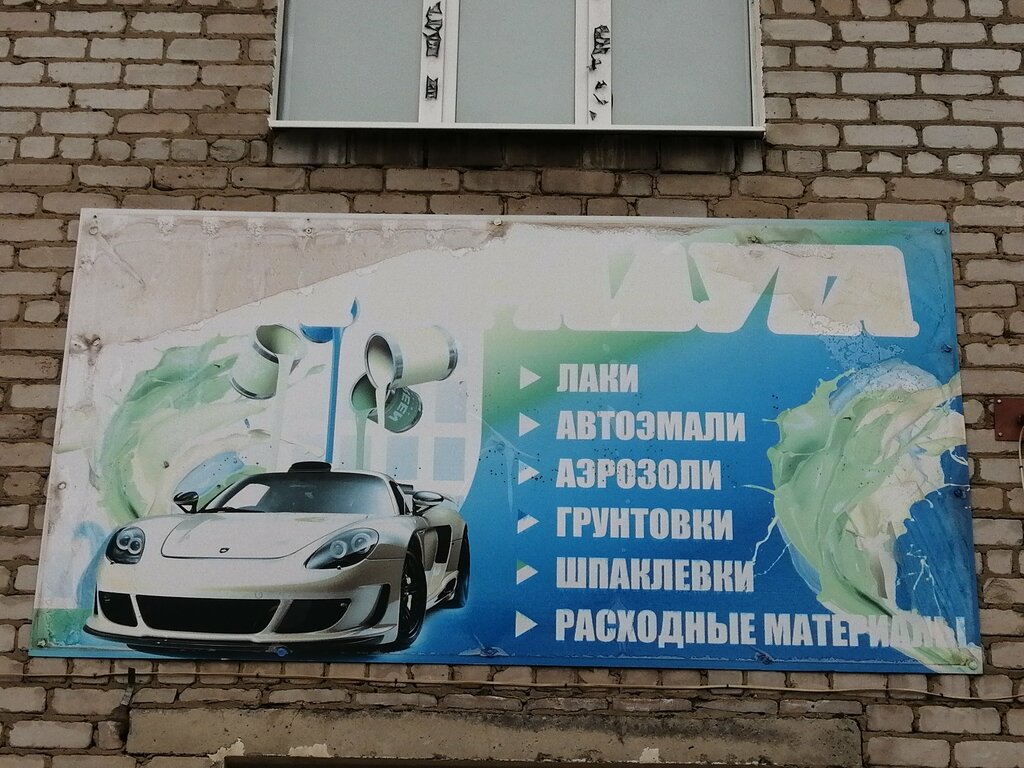 ЛАКИ
АВТОЭМАЛИ
АЭРОЗОЛИ
ГРУНТОВКИ
ШПАКЛЕВКИ
РАСХОДНЫЕ МАТЕРИАЛЫ